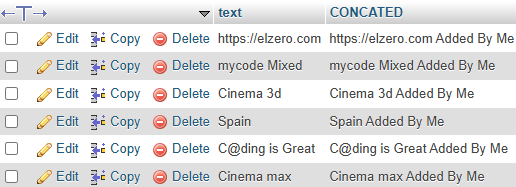 text CONCATED
Edit Copy Delete https://elzero.com https://elzero.com Added By Me
Edit Copy Delete mycode Mixed mycode Mixed Added By Me
Edit Copy Delete Cinema 3d Cinema 3d Added By Me
Edit Copy Delete Spain Spain Added By Me
Edit Copy Delete C@ding is Great C@ding is Great Added By Me
Edit Copy Delete Cinema max Cinema max Added By Me